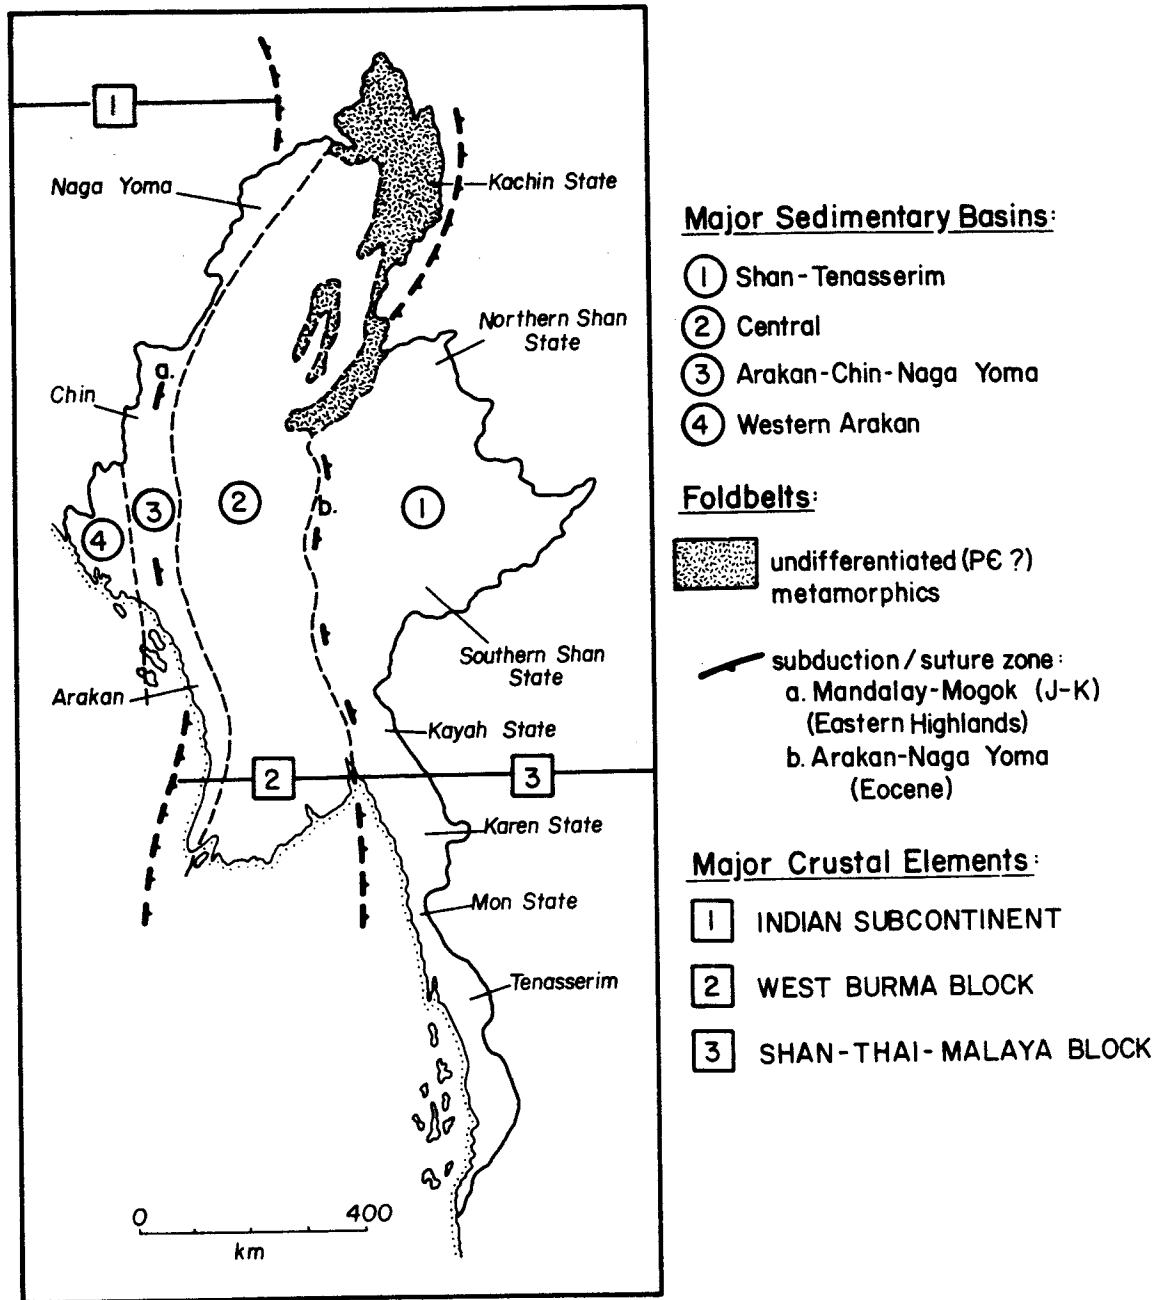 1
Naga Yoma
Kachin State
Northern Shan
State
a.
Chin
3
2
b.
1
4
Southern Shan
State
Arakan
Kayah State
2
3
Karen State
Mon State
Tenasserim
0
400
km
Major Sedimentary Basins:
1 Shan-Tenasserim
2 Central
3 Arakan-Chin-Naga Yoma
4 Western Arakan
Foldbelts:
undifferentiated (PЄ ?)
metamorphics
subduction/suture zone:
a. Mandalay-Mogok (J-K)
(Eastern Highlands)
b. Arakan-Naga Yoma
(Eocene)
Major Crustal Elements:
1 INDIAN SUBCONTINENT
2 WEST BURMA BLOCK
3 SHAN-THAI-MALAYA BLOCK